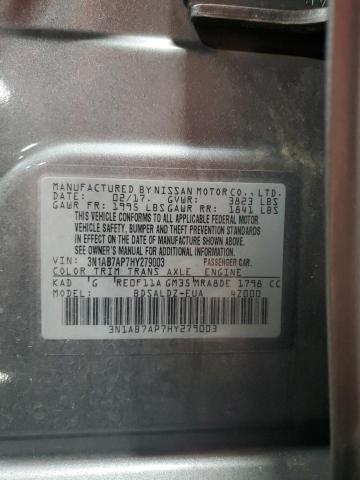 MANUFACTURED BY NISSAN MOTOR CO., LTD.
DATE: 02/17. GVWR: 3823 LBS
GAWR FR: 1995 LBS GAWR RR: 1841 LBS
THIS VEHICLE CONFORMS TO ALL APPLICABLE FEDERAL MOTOR
VEHICLE SAFETY, BUMPER AND THEFT PREVENTION STANDARDS
IN EFFECT ON THE DATE OF MANUFACTURE SHOWN ABOVE.
SEE OWNER'S MANUAL FOR ADDITIONAL INFORMATION.
VIN: 3N1AB7AP7HY279003 PASSENGER CAR.
COLOR TRIM TRANS AXLE ENGINE
KAD G RE0F11A GM35 MRA8DE 1798 CC
BDSALDZ-EUA 4Z000
3N1AB7AP7HY279003